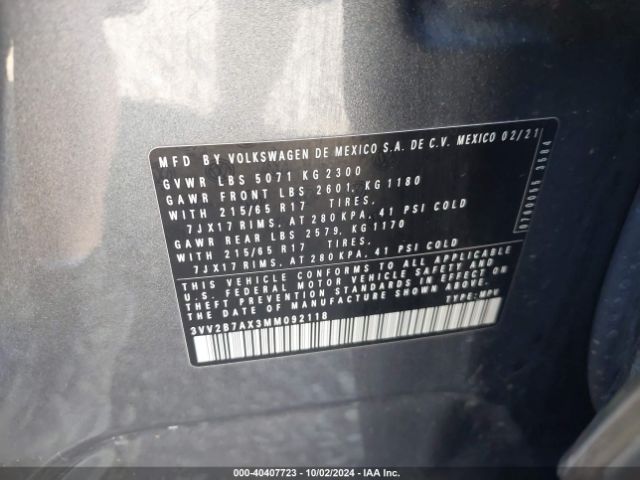 MFD BY VOLKSWAGEN DE MEXICO S.A. DE C.V. MEXICO 02/21
GVWR LBS 5071 KG 2300
GAWR FRONT LBS 2601, KG 1180
WITH 215/65 R17 TIRES,
7JX17 RIMS, AT 280 KPA, 41 PSI COLD
GAWR REAR LBS 2579, KG 1170
WITH 215/65 R17 TIRES,
7JX17 RIMS, AT 280 KPA, 41 PSI COLD
THIS VEHICLE CONFORMS TO ALL APPLICABLE
U.S. FEDERAL MOTOR VEHICLE SAFETY AND
THEFT PREVENTION STANDARDS IN EFFECT ON
THE DATE OF MANUFACTURE
TYPE: MPV
3VV2B7AX3MM092118
000-40407723 - 10/02/2024 - IAA Inc.